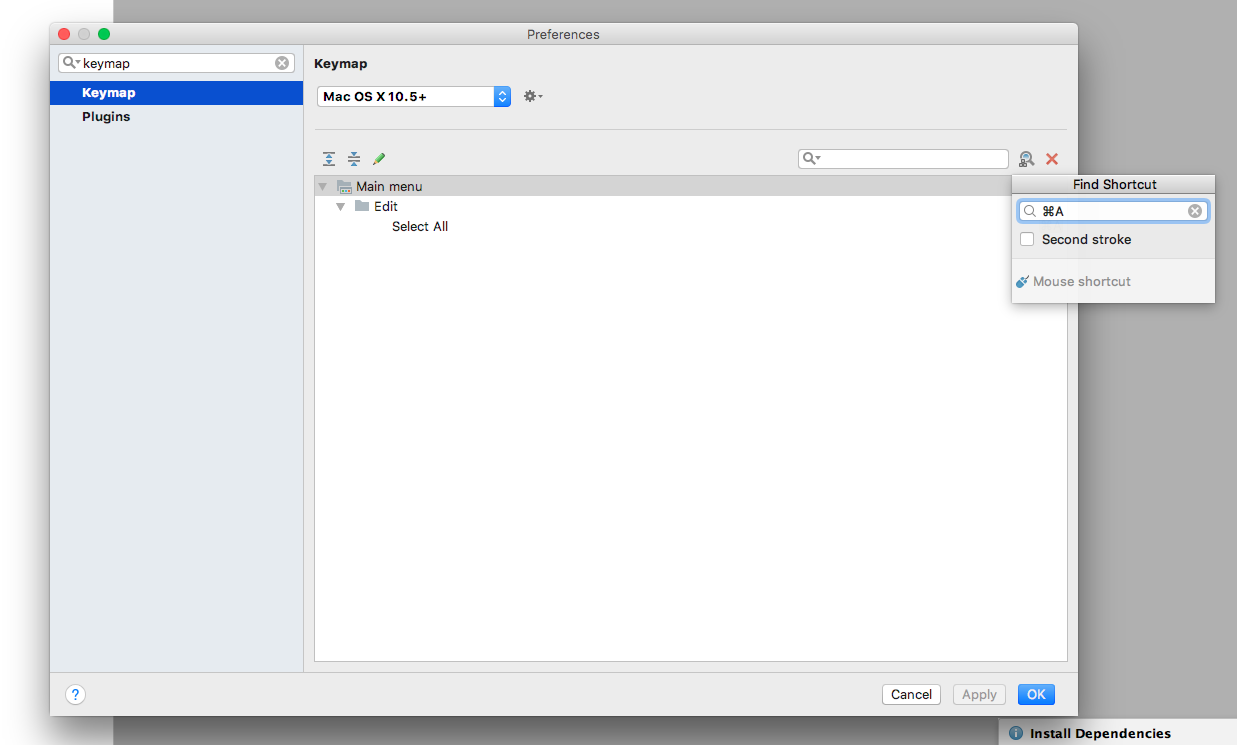 Preferences
keymap
Keymap
Plugins
Keymap
Mac OS X 10.5+
Main menu
Edit
Select All
Find Shortcut
⌘A
Second stroke
Mouse shortcut
?
Cancel
Apply
OK
Install Dependencies